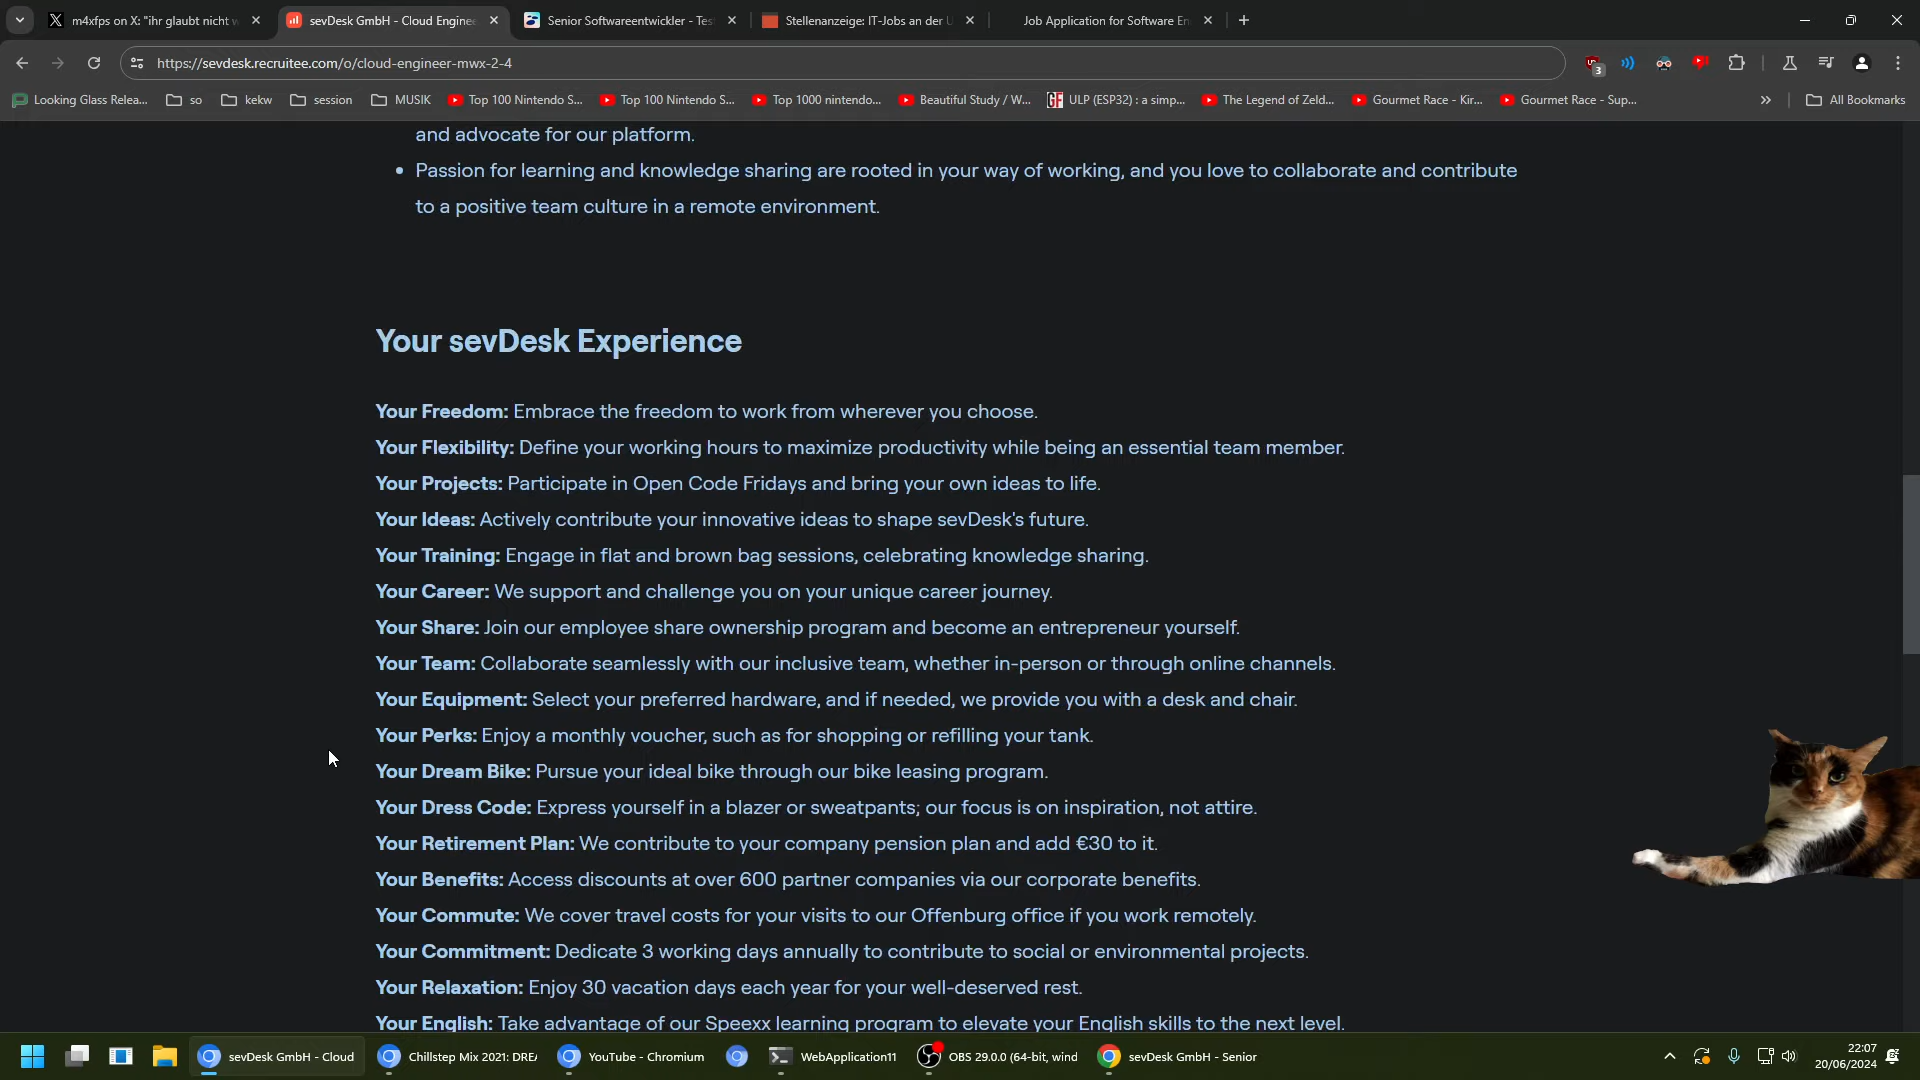 m4xfps on X: "ihr glaubt nicht w
sevDesk GmbH - Cloud Enginee
Senior Softwareentwickler - Tes
Stellenanzeige: IT-Jobs an der U
Job Application for Software En
https://sevdesk.recruitee.com/o/cloud-engineer-mwx-2-4
3
Looking Glass Relea...
so
kekw
session
MUSIK
Top 100 Nintendo S...
Top 100 Nintendo S...
Top 1000 nintendo...
Beautiful Study / W...
ULP (ESP32) : a simp...
The Legend of Zeld...
Gourmet Race - Kir...
Gourmet Race - Sup...
All Bookmarks
and advocate for our platform.
• Passion for learning and knowledge sharing are rooted in your way of working, and you love to collaborate and contribute
to a positive team culture in a remote environment.
Your sevDesk Experience
Your Freedom: Embrace the freedom to work from wherever you choose.
Your Flexibility: Define your working hours to maximize productivity while being an essential team member.
Your Projects: Participate in Open Code Fridays and bring your own ideas to life.
Your Ideas: Actively contribute your innovative ideas to shape sevDesk's future.
Your Training: Engage in flat and brown bag sessions, celebrating knowledge sharing.
Your Career: We support and challenge you on your unique career journey.
Your Share: Join our employee share ownership program and become an entrepreneur yourself.
Your Team: Collaborate seamlessly with our inclusive team, whether in-person or through online channels.
Your Equipment: Select your preferred hardware, and if needed, we provide you with a desk and chair.
Your Perks: Enjoy a monthly voucher, such as for shopping or refilling your tank.
Your Dream Bike: Pursue your ideal bike through our bike leasing program.
Your Dress Code: Express yourself in a blazer or sweatpants; our focus is on inspiration, not attire.
Your Retirement Plan: We contribute to your company pension plan and add €30 to it.
Your Benefits: Access discounts at over 600 partner companies via our corporate benefits.
Your Commute: We cover travel costs for your visits to our Offenburg office if you work remotely.
Your Commitment: Dedicate 3 working days annually to contribute to social or environmental projects.
Your Relaxation: Enjoy 30 vacation days each year for your well-deserved rest.
Your English: Take advantage of our Speexx learning program to elevate your English skills to the next level.
sevDesk GmbH - Cloud
Chillstep Mix 2021: DREA
YouTube - Chromium
WebApplication11
OBS 29.0.0 (64-bit, wind
sevDesk GmbH - Senior
22:07
20/06/2024